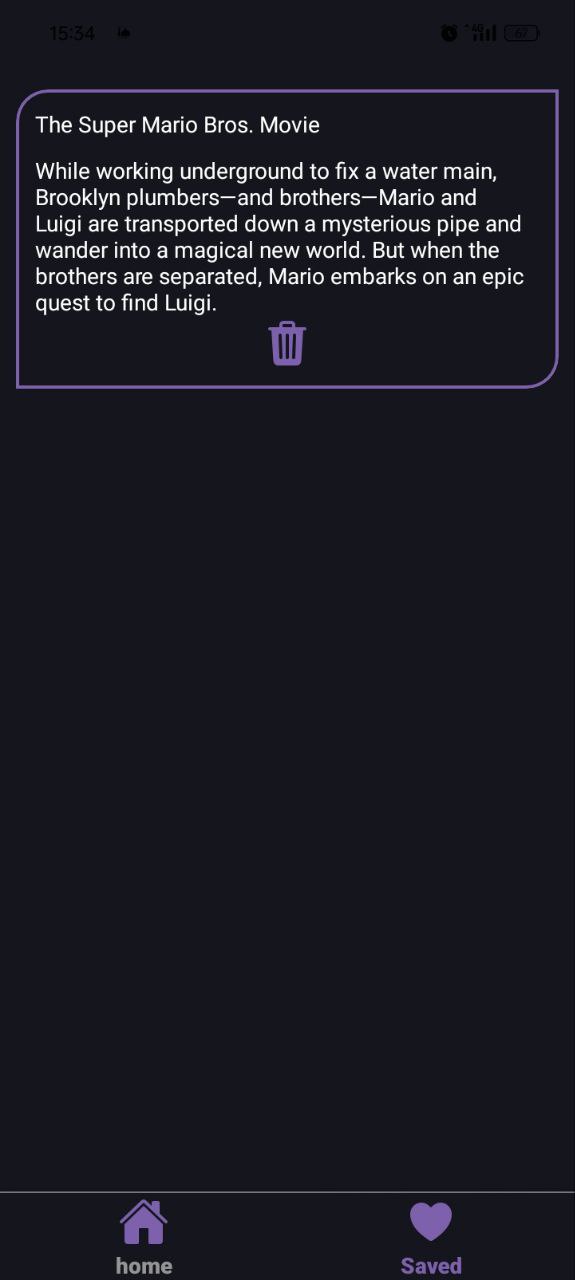 15:34
4G
67
The Super Mario Bros. Movie
While working underground to fix a water main,
Brooklyn plumbers—and brothers—Mario and
Luigi are transported down a mysterious pipe and
wander into a magical new world. But when the
brothers are separated, Mario embarks on an epic
quest to find Luigi.
home
Saved